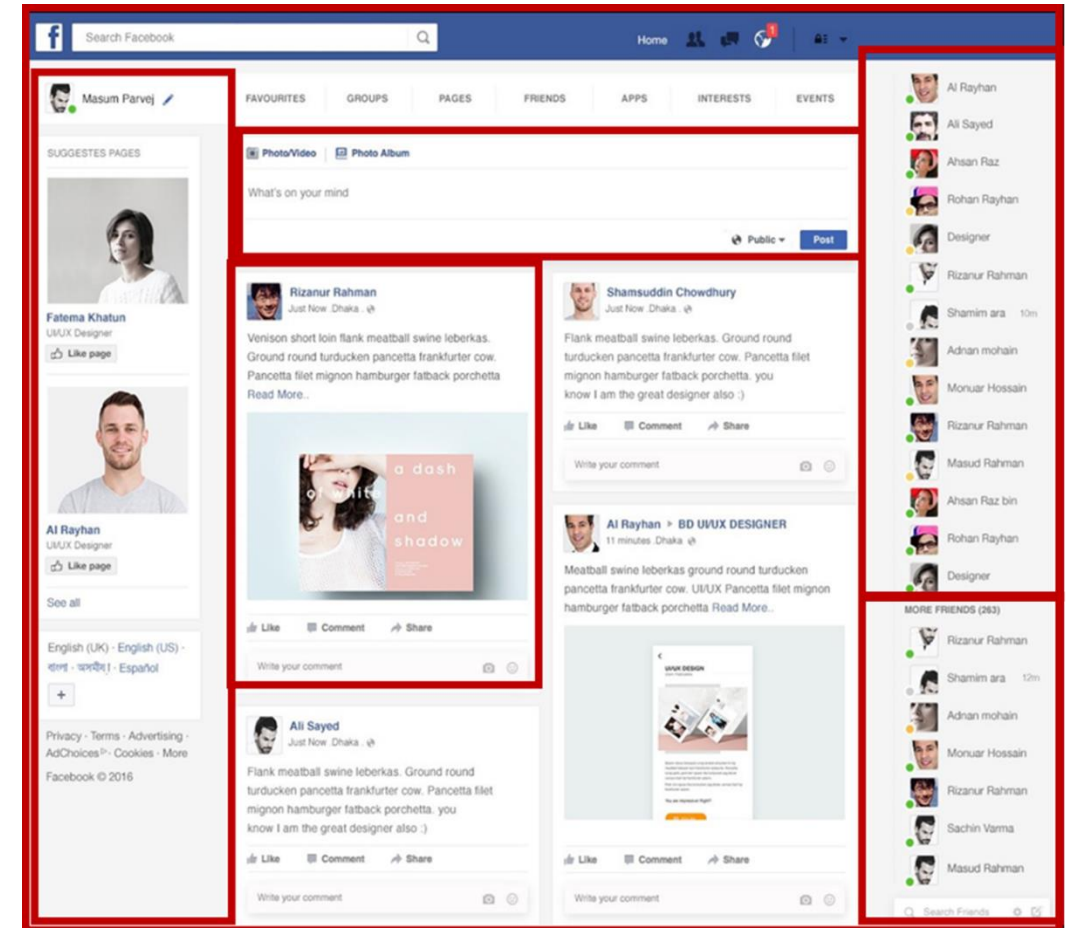 f
Search Facebook
Home
1
Masum Parvej
FAVOURITES GROUPS PAGES FRIENDS APPS INTERESTS EVENTS
SUGGESTES PAGES
Fatema Khatun
UI/UX Designer
Like page
Al Rayhan
UI/UX Designer
Like page
See all
English (UK) · English (US) ·
বাংলা · অসমীয়া · Español
+
Privacy · Terms · Advertising ·
AdChoices · Cookies · More
Facebook © 2016
Photo/Video Photo Album
What's on your mind
Public Post
Rizanur Rahman
Just Now .Dhaka .
Venison short loin flank meatball swine leberkas.
Ground round turducken pancetta frankfurter cow.
Pancetta filet mignon hamburger fatback porchetta
Read More..
a dash
of white
and
shadow
Like Comment Share
Write your comment
Ali Sayed
Just Now .Dhaka .
Flank meatball swine leberkas. Ground round
turducken pancetta frankfurter cow. Pancetta filet
mignon hamburger fatback porchetta. you
know I am the great designer also :)
Like Comment Share
Write your comment
Shamsuddin Chowdhury
Just Now .Dhaka .
Flank meatball swine leberkas. Ground round
turducken pancetta frankfurter cow. Pancetta filet
mignon hamburger fatback porchetta. you
know I am the great designer also :)
Like Comment Share
Write your comment
Al Rayhan BD UI/UX DESIGNER
11 minutes .Dhaka
Meatball swine leberkas ground round turducken
pancetta frankfurter cow. UI/UX Pancetta filet mignon
hamburger fatback porchetta Read More..
UI/UX DESIGN
Like Comment Share
Write your comment
Al Rayhan
Ali Sayed
Ahsan Raz
Rohan Rayhan
Designer
Rizanur Rahman
Shamim ara 10m
Adnan mohain
Monuar Hossain
Rizanur Rahman
Masud Rahman
Ahsan Raz bin
Rohan Rayhan
Designer
MORE FRIENDS (263)
Rizanur Rahman
Shamim ara 12m
Adnan mohain
Monuar Hossain
Rizanur Rahman
Sachin Varma
Masud Rahman
Search Friends